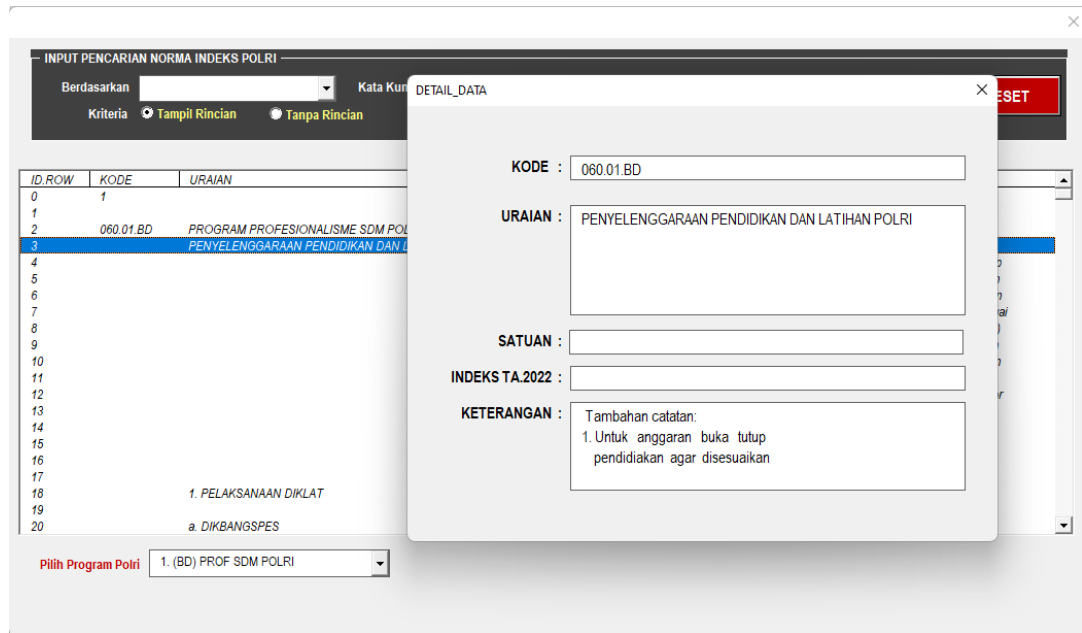 INPUT PENCARIAN NORMA INDEKS POLRI
Berdasarkan
Kata Kun
Kriteria Tampil Rincian Tanpa Rincian
ESET
ID.ROW KODE URAIAN
0 1
1
2 060.01.BD PROGRAM PROFESIONALISME SDM POL
3 PENYELENGGARAAN PENDIDIKAN DAN L
4
5
6
7 ai
8 )
9
10
11
12 r
13
14
15
16
17
18 1. PELAKSANAAN DIKLAT
19
20 a. DIKBANGSPES
Pilih Program Polri 1. (BD) PROF SDM POLRI
DETAIL_DATA
KODE : 060.01.BD
URAIAN : PENYELENGGARAAN PENDIDIKAN DAN LATIHAN POLRI
SATUAN :
INDEKS TA.2022 :
KETERANGAN : Tambahan catatan:
1. Untuk anggaran buka tutup
pendidiakan agar disesuaikan